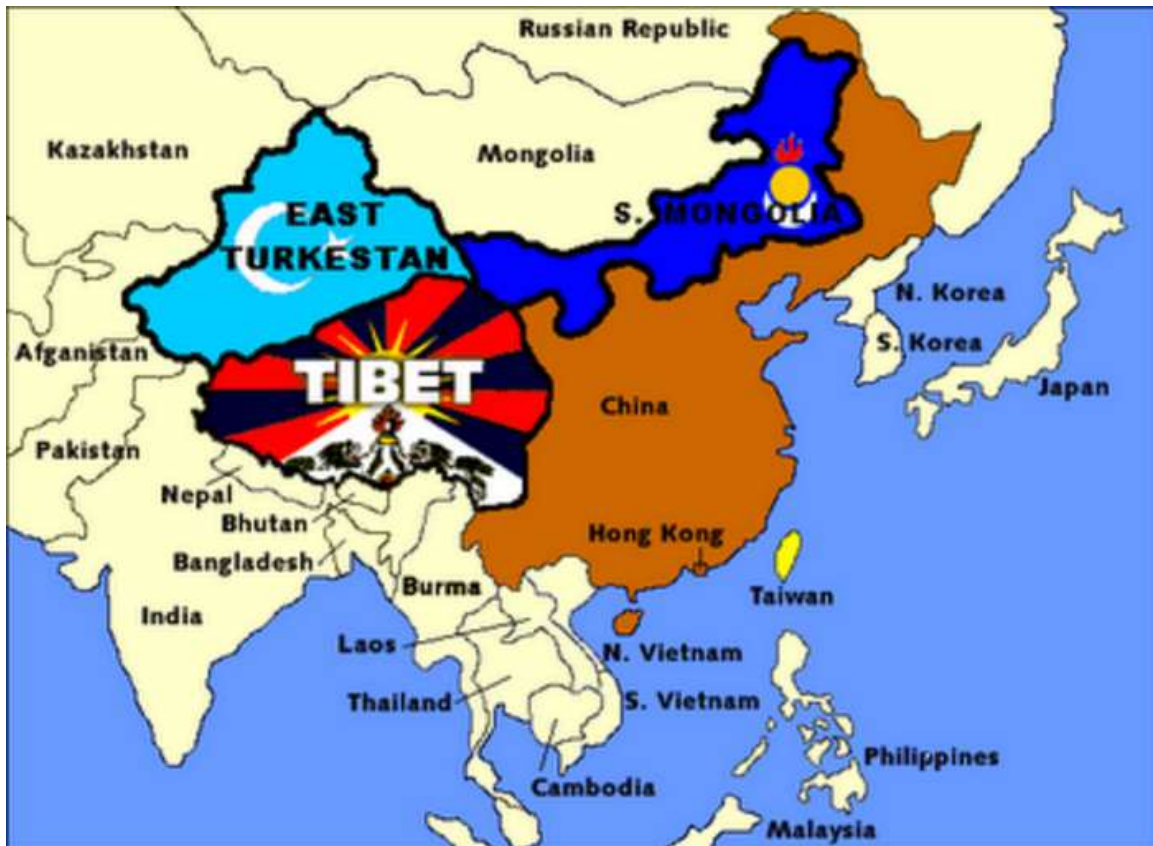 Russian Republic
Kazakhstan
Mongolia
EAST
TURKESTAN
S. MONGOLIA
N. Korea
S. Korea
Afganistan
TIBET
Japan
China
Pakistan
Nepal
Bhutan
Hong Kong
Bangladesh
Burma
Taiwan
India
Laos
N. Vietnam
Thailand
S. Vietnam
Philippines
Cambodia
Malaysia